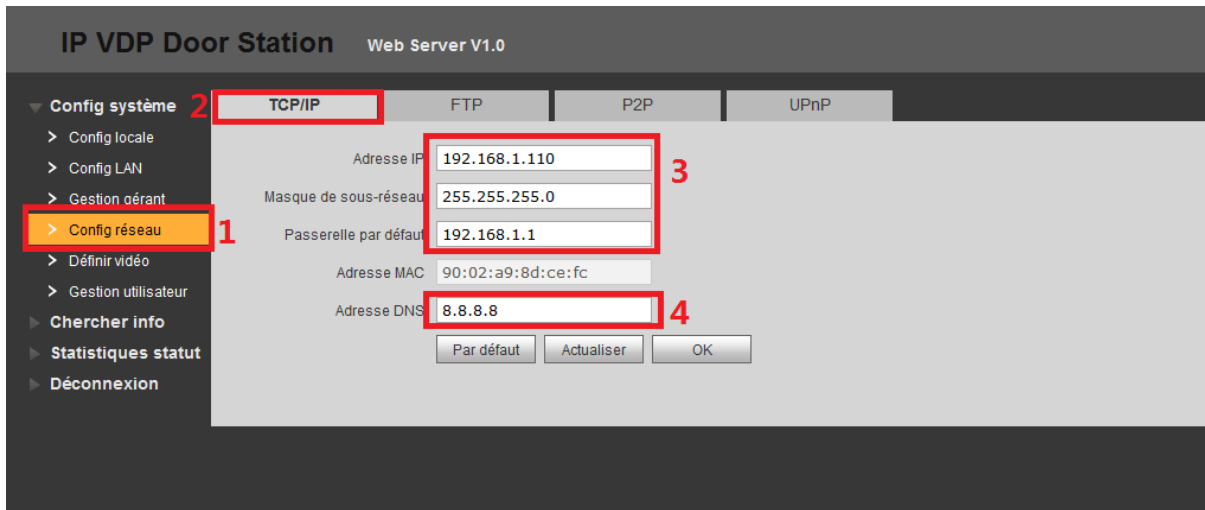 IP VDP Door Station Web Server V1.0
Config système
Config locale
Config LAN
Gestion gérant
Config réseau
Définir vidéo
Gestion utilisateur
Chercher info
Statistiques statut
Déconnexion
1
2
TCP/IP FTP P2P UPnP
Adresse IP 192.168.1.110
Masque de sous-réseau 255.255.255.0
Passerelle par défaut 192.168.1.1
3
Adresse MAC 90:02:a9:8d:ce:fc
Adresse DNS 8.8.8.8
4
Par défaut Actualiser OK